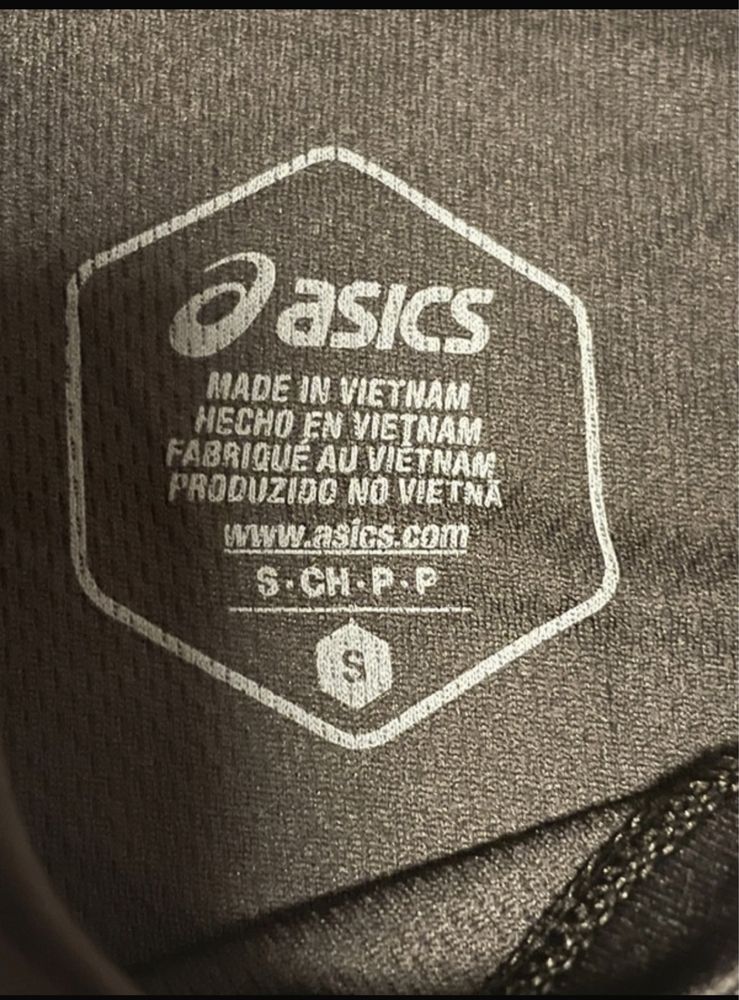 asics
MADE IN VIETNAM
HECHO EN VIETNAM
FABRIQUÉ AU VIETNAM
PRODUZIDO NO VIETNÃ
www.asics.com
S·CH·P·P
S